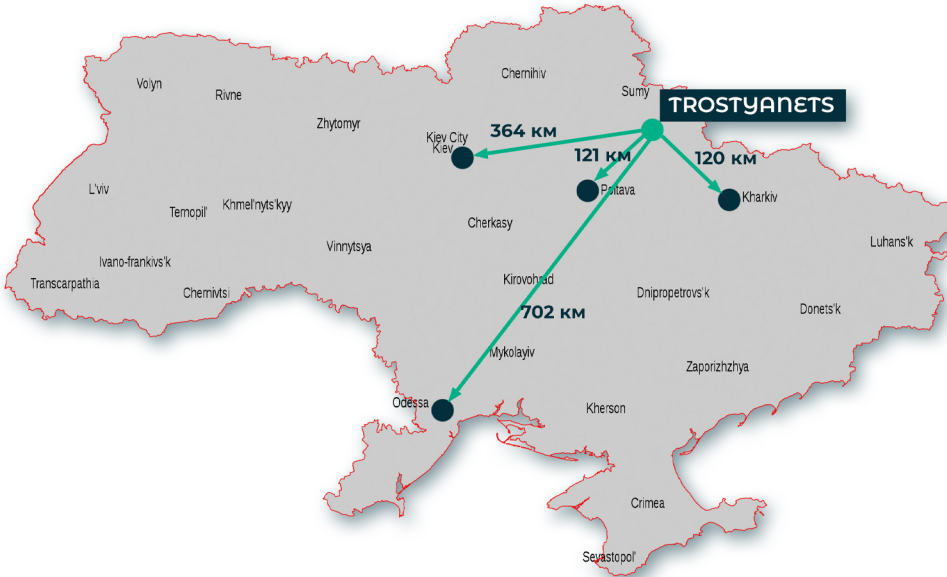 Chernihiv
Volyn
Sumy
Rivne
TROSTYANETS
Zhytomyr
364 км
Kiev City
Kiev
121 км
120 км
L'viv
Poltava
Kharkiv
Ternopil'
Khmel'nyts'kyy
Cherkasy
Vinnytsya
Luhans'k
Ivano-frankivs'k
Transcarpathia
Chernivtsi
Kirovohrad
Dnipropetrovs'k
702 км
Donets'k
Mykolayiv
Zaporizhzhya
Odessa
Kherson
Crimea
Sevastopol'